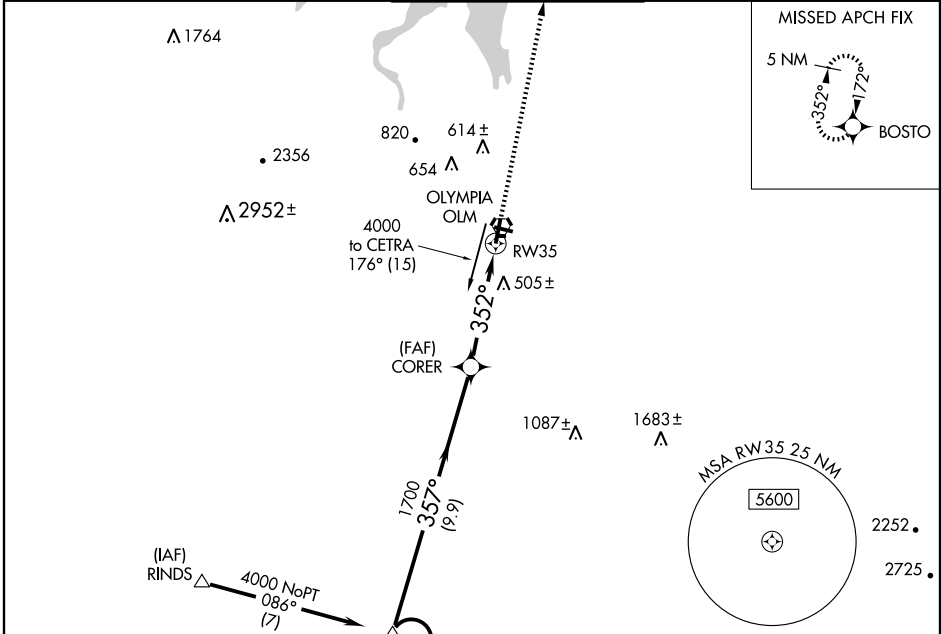 1764
MISSED APCH FIX
5 NM
352°
172°
BOSTO
820
614±
654
2356
2952±
OLYMPIA
OLM
4000
to CETRA
176° (15)
RW35
505±
352°
(FAF)
CORER
1087±
1683±
MSA RW35 25 NM
5600
2252
2725
1700
357°
(9.9)
(IAF)
RINDS
4000 NoPT
086°
(7)